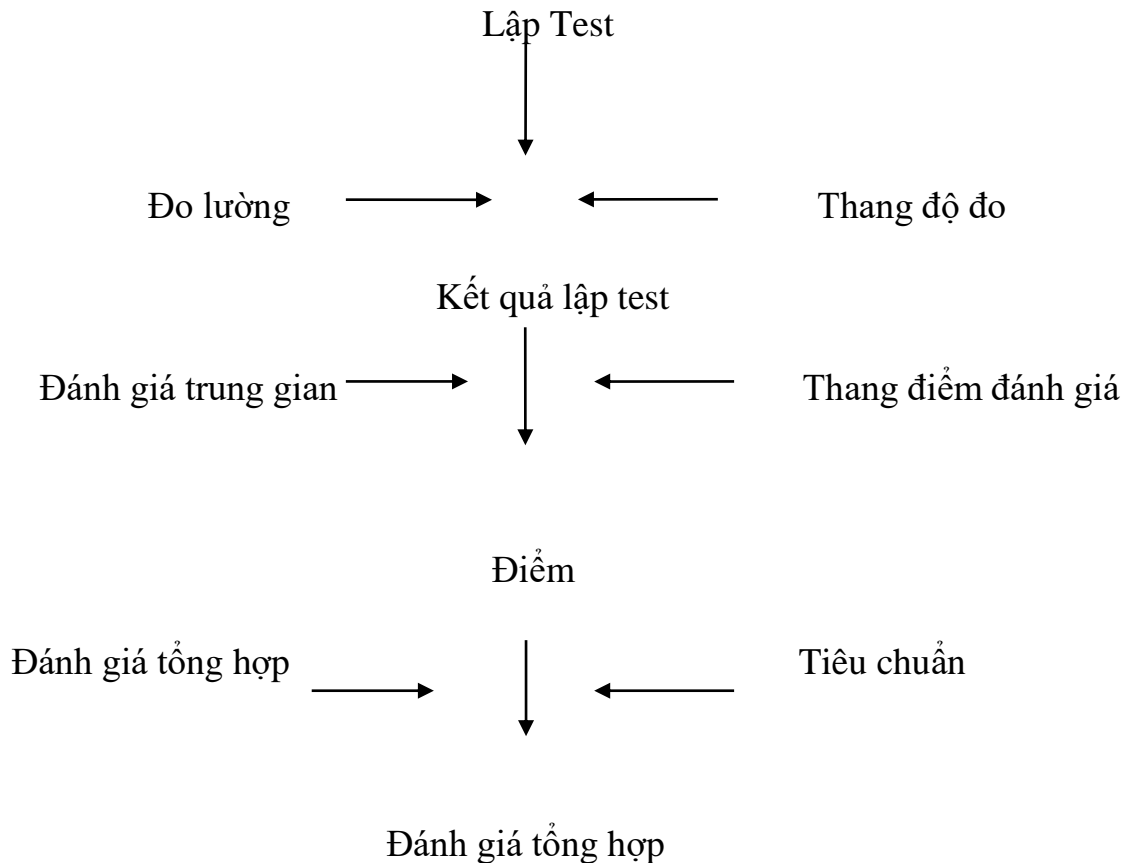 Lập Test
Đo lường
Thang độ đo
Kết quả lập test
Đánh giá trung gian
Thang điểm đánh giá
Điểm
Đánh giá tổng hợp
Tiêu chuẩn
Đánh giá tổng hợp